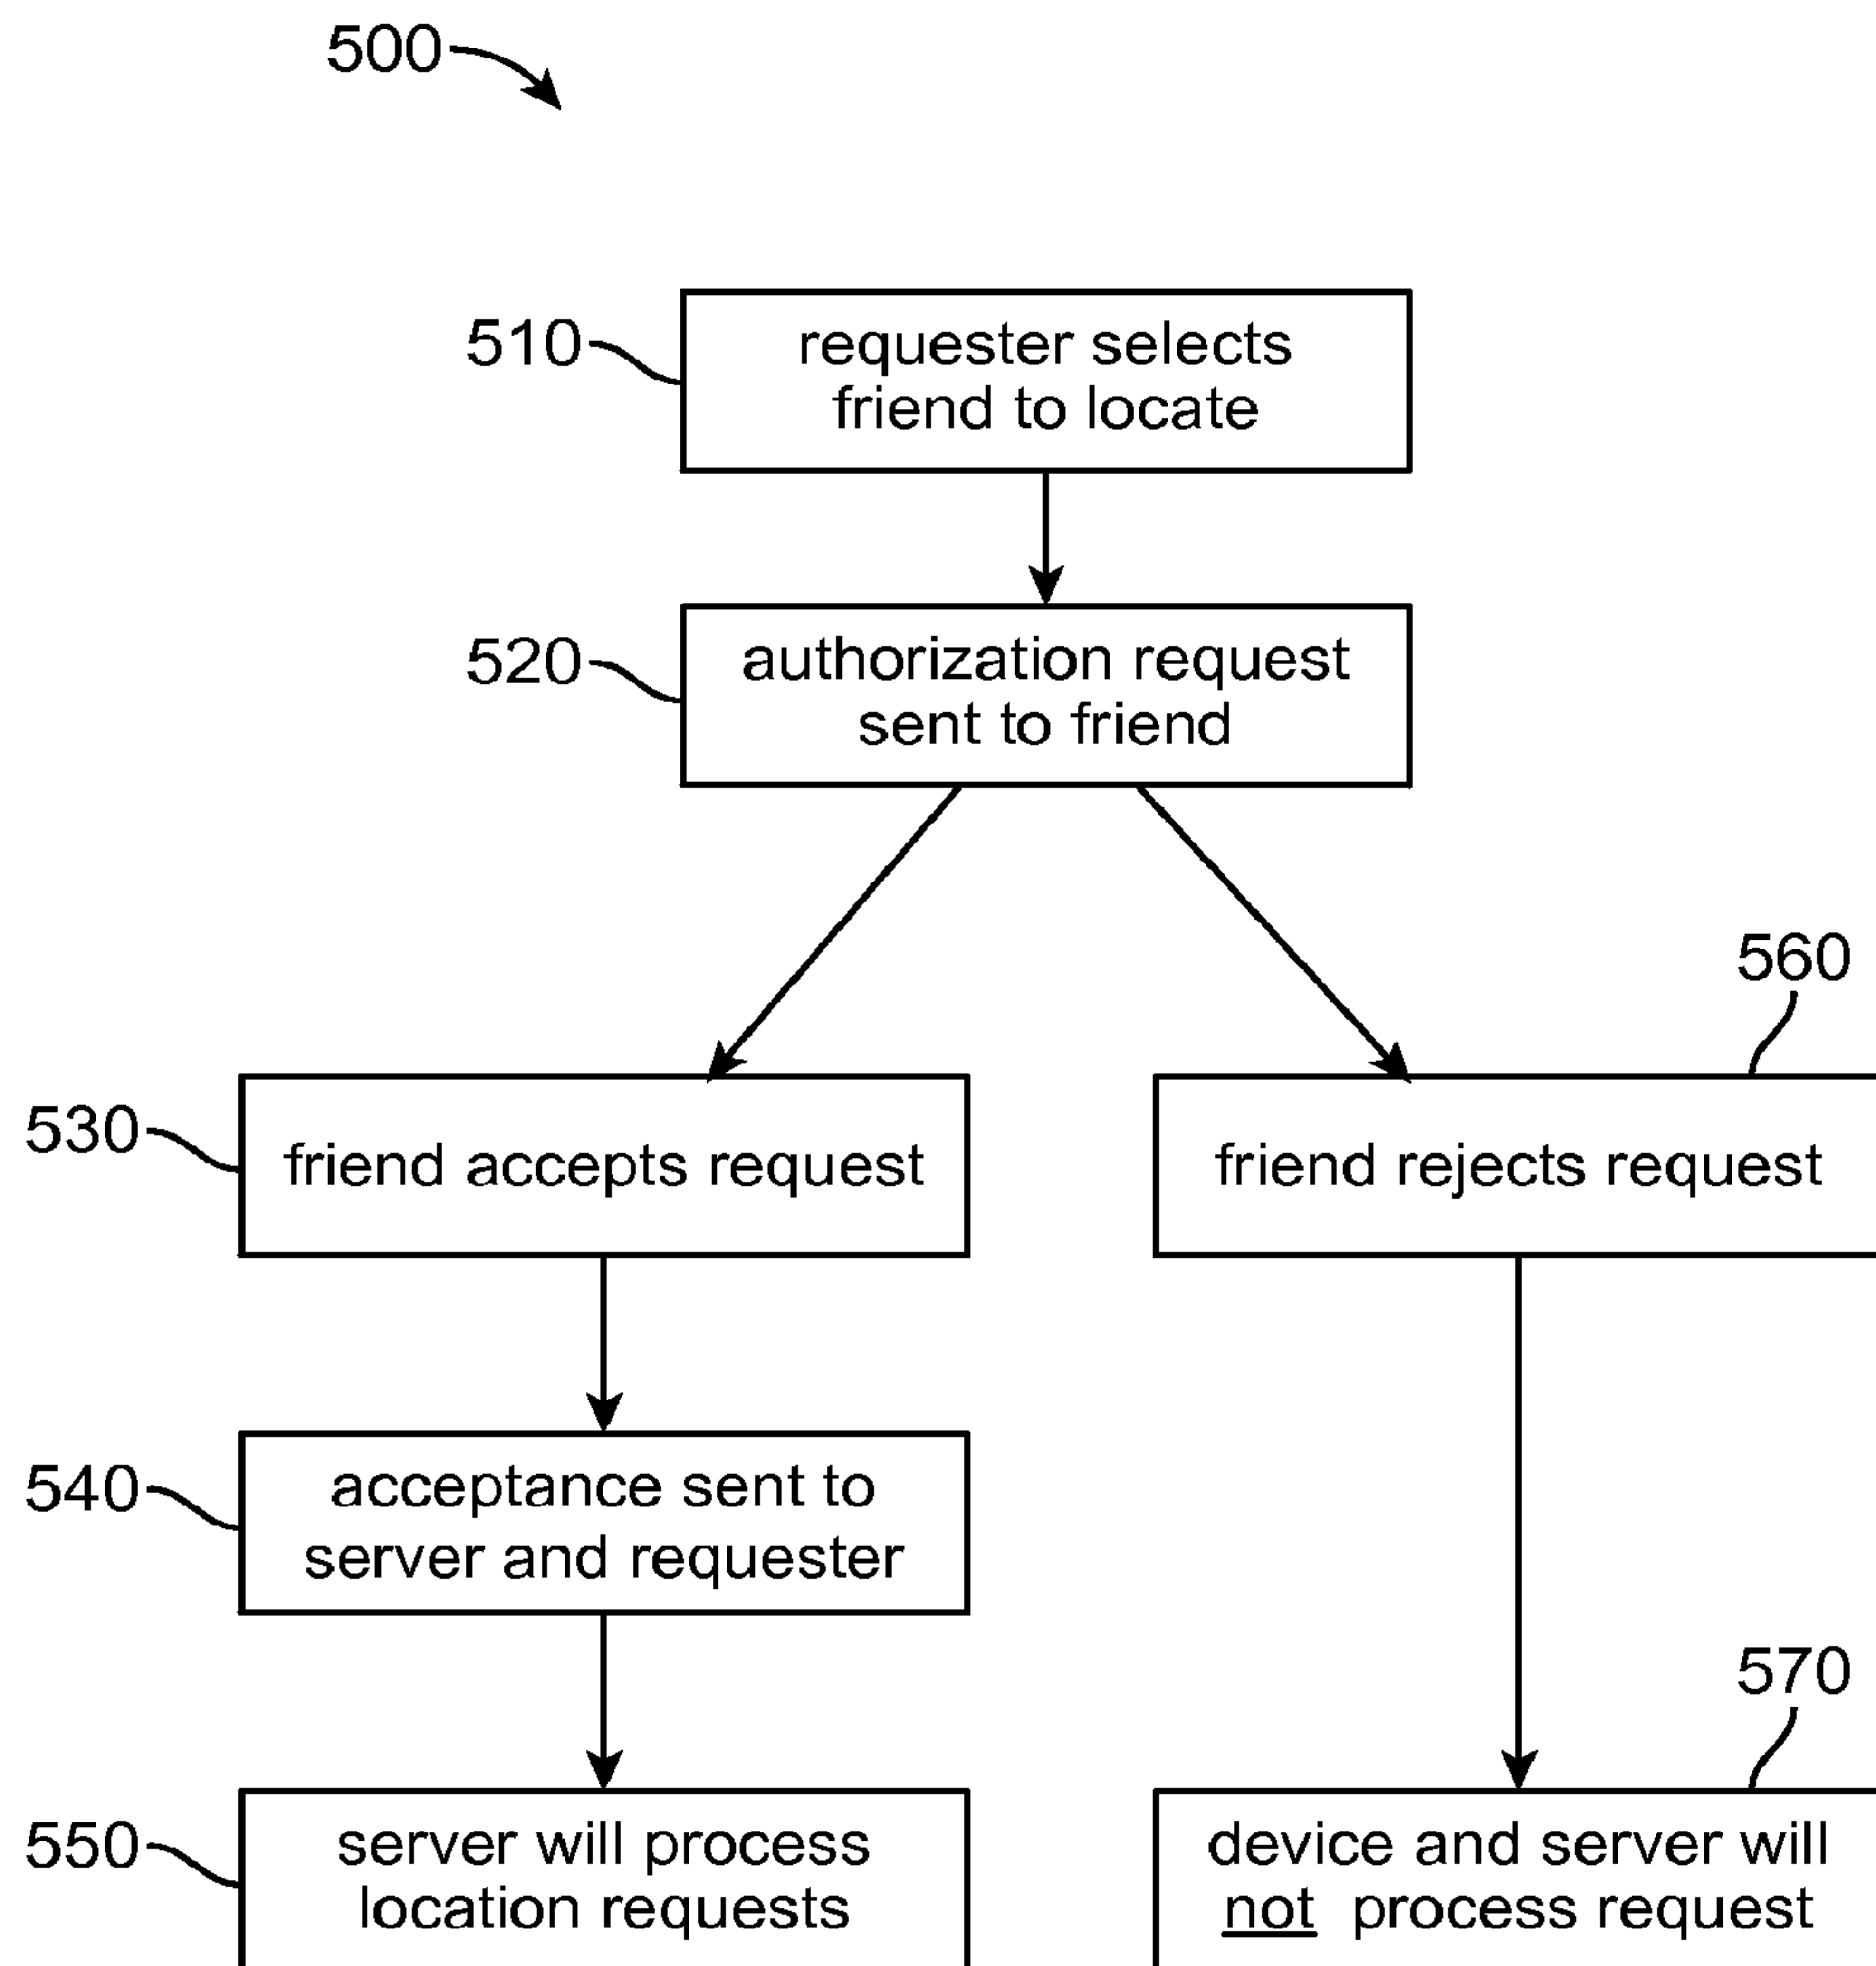 500
510
requester selects
friend to locate
520
authorization request
sent to friend
560
530
friend accepts request
friend rejects request
540
acceptance sent to
server and requester
570
550
server will process
location requests
device and server will
not process request